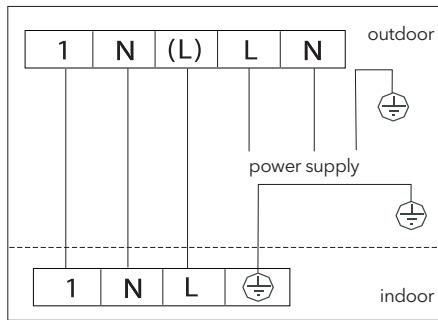 outdoor
1 N (L) L N
power supply
1 N L
indoor